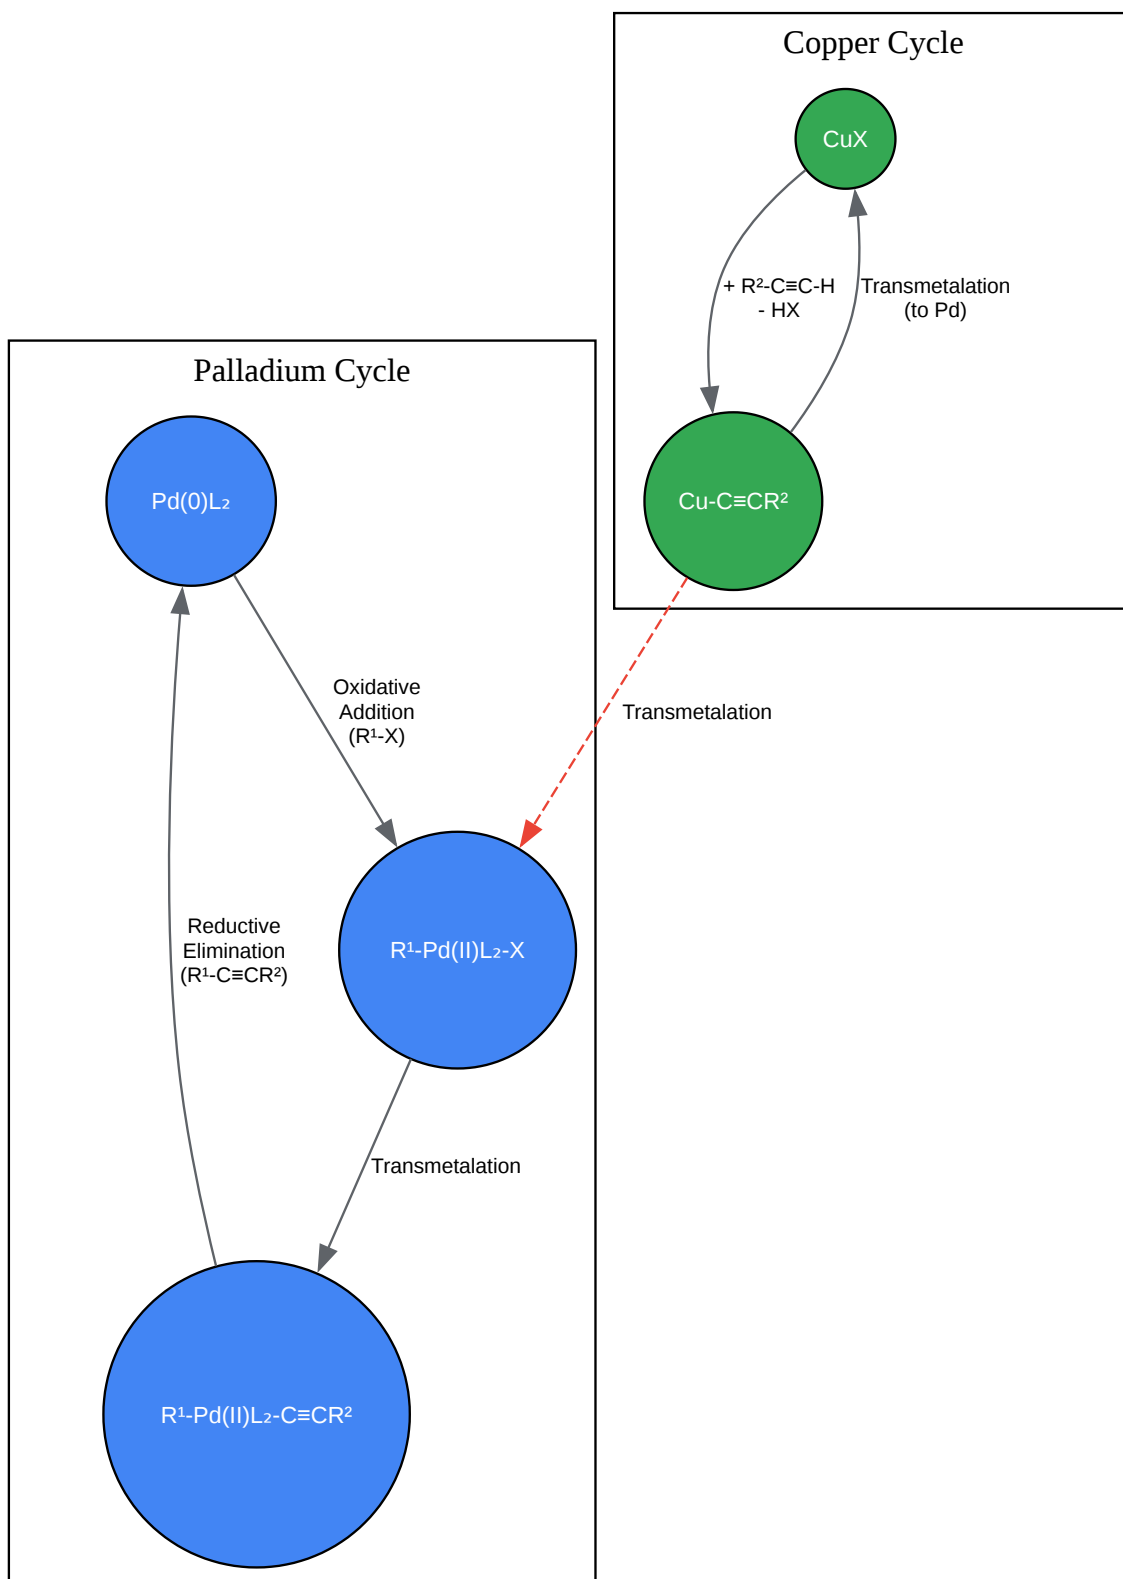 Copper Cycle
CuX
+ R²-C≡C-H
- HX
Transmetalation
(to Pd)
Cu-C≡CR²
Palladium Cycle
Pd(0)L₂
Oxidative
Addition
(R¹-X)
Transmetalation
Reductive
Elimination
(R¹-C≡CR²)
R¹-Pd(II)L₂-X
Transmetalation
R¹-Pd(II)L₂-C≡CR²